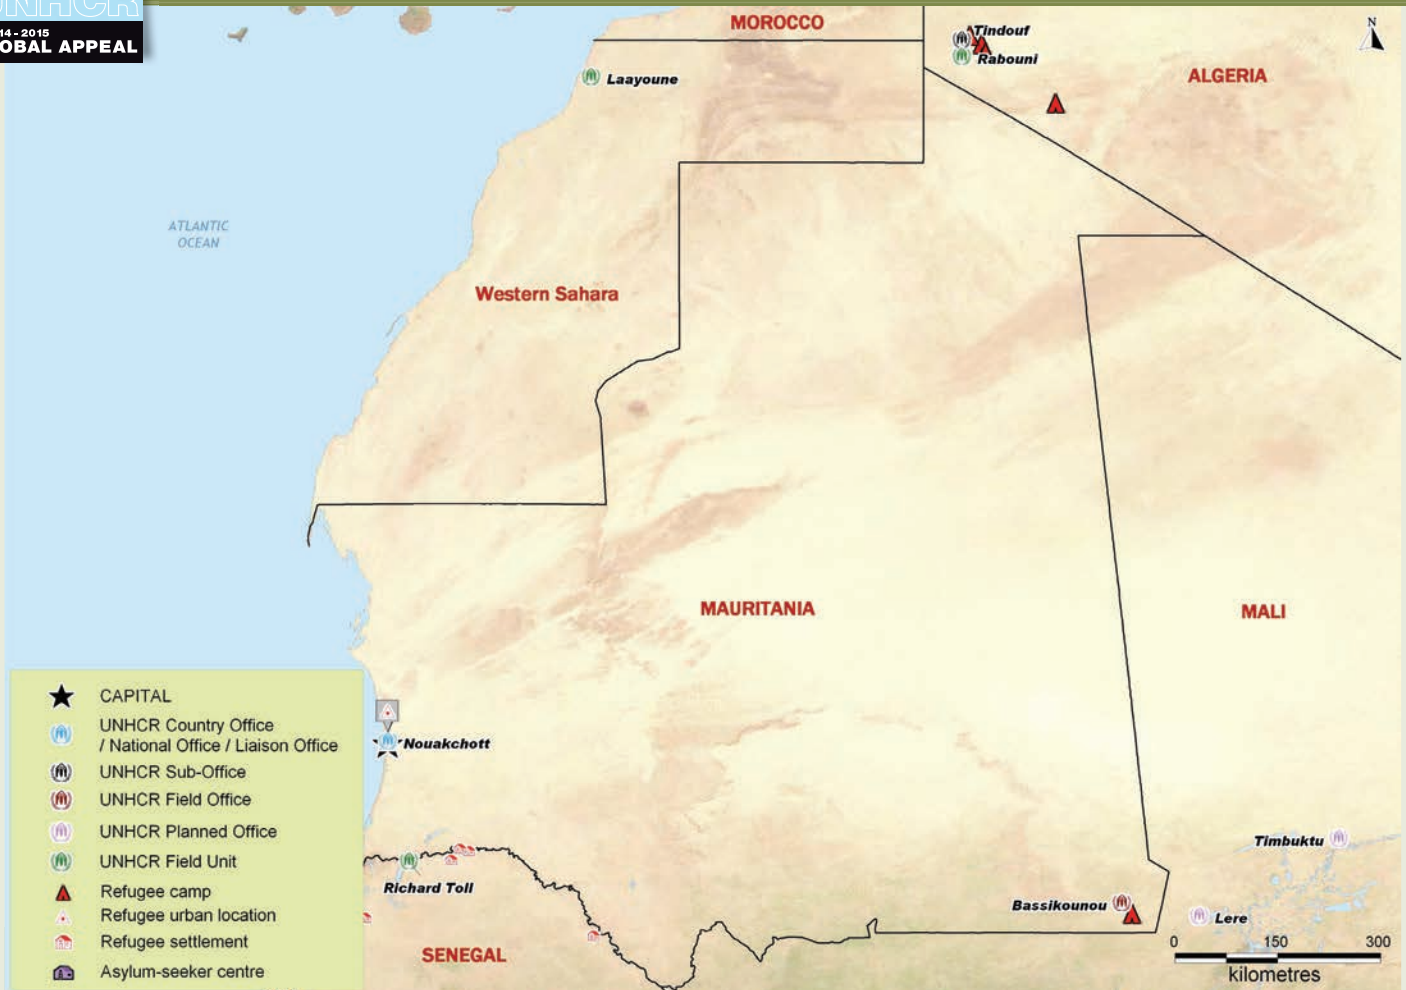 UNHCR
14 - 2015
OBAL APPEAL
MOROCCO
Tindouf
N
Rabouni
ALGERIA
Laayoune
ATLANTIC
OCEAN
Western Sahara
MAURITANIA
MALI
CAPITAL
UNHCR Country Office
/ National Office / Liaison Office
UNHCR Sub-Office
UNHCR Field Office
UNHCR Planned Office
UNHCR Field Unit
Refugee camp
Refugee urban location
Refugee settlement
Asylum-seeker centre
Nouakchott
Richard Toll
SENEGAL
Timbuktu
Bassikounou
Lere
0 150 300
kilometres